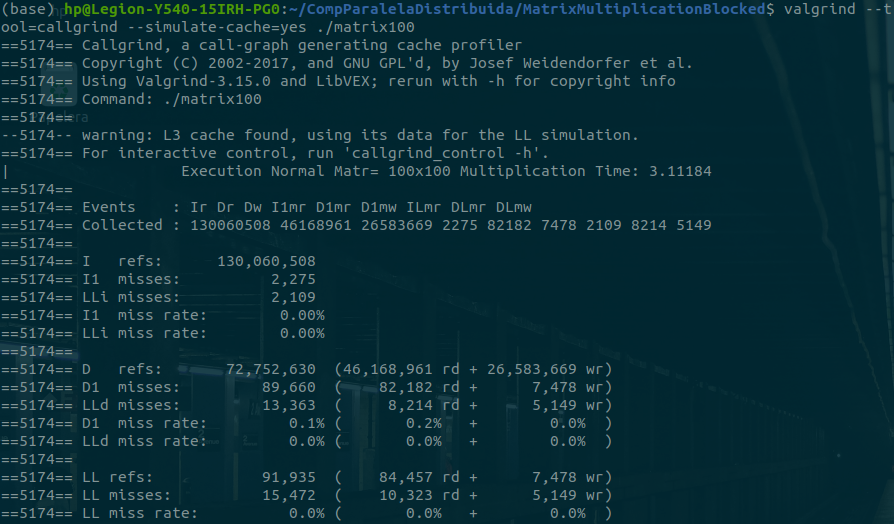 (base) hp@Legion-Y540-15IRH-PG0:~/CompParalelaDistribuida/MatrixMultiplicationBlocked$ valgrind --t
ool=callgrind --simulate-cache=yes ./matrix100
==5174== Callgrind, a call-graph generating cache profiler
==5174== Copyright (C) 2002-2017, and GNU GPL'd, by Josef Weidendorfer et al.
==5174== Using Valgrind-3.15.0 and LibVEX; rerun with -h for copyright info
==5174== Command: ./matrix100
==5174==
--5174-- warning: L3 cache found, using its data for the LL simulation.
==5174== For interactive control, run 'callgrind_control -h'.
|                   Execution Normal Matr= 100x100 Multiplication Time: 3.11184
==5174==
==5174== Events    : Ir Dr Dw I1mr D1mr D1mw ILmr DLmr DLmw
==5174== Collected : 130060508 46168961 26583669 2275 82182 7478 2109 8214 5149
==5174==
==5174== I   refs:      130,060,508
==5174== I1  misses:          2,275
==5174== LLi misses:          2,109
==5174== I1  miss rate:        0.00%
==5174== LLi miss rate:        0.00%
==5174==
==5174== D   refs:       72,752,630  (46,168,961 rd + 26,583,669 wr)
==5174== D1  misses:         89,660  (    82,182 rd +      7,478 wr)
==5174== LLd misses:         13,363  (     8,214 rd +      5,149 wr)
==5174== D1  miss rate:         0.1% (       0.2%   +        0.0%  )
==5174== LLd miss rate:         0.0% (       0.0%   +        0.0%  )
==5174==
==5174== LL refs:            91,935  (    84,457 rd +      7,478 wr)
==5174== LL misses:          15,472  (    10,323 rd +      5,149 wr)
==5174== LL miss rate:          0.0% (       0.0%   +        0.0%  )